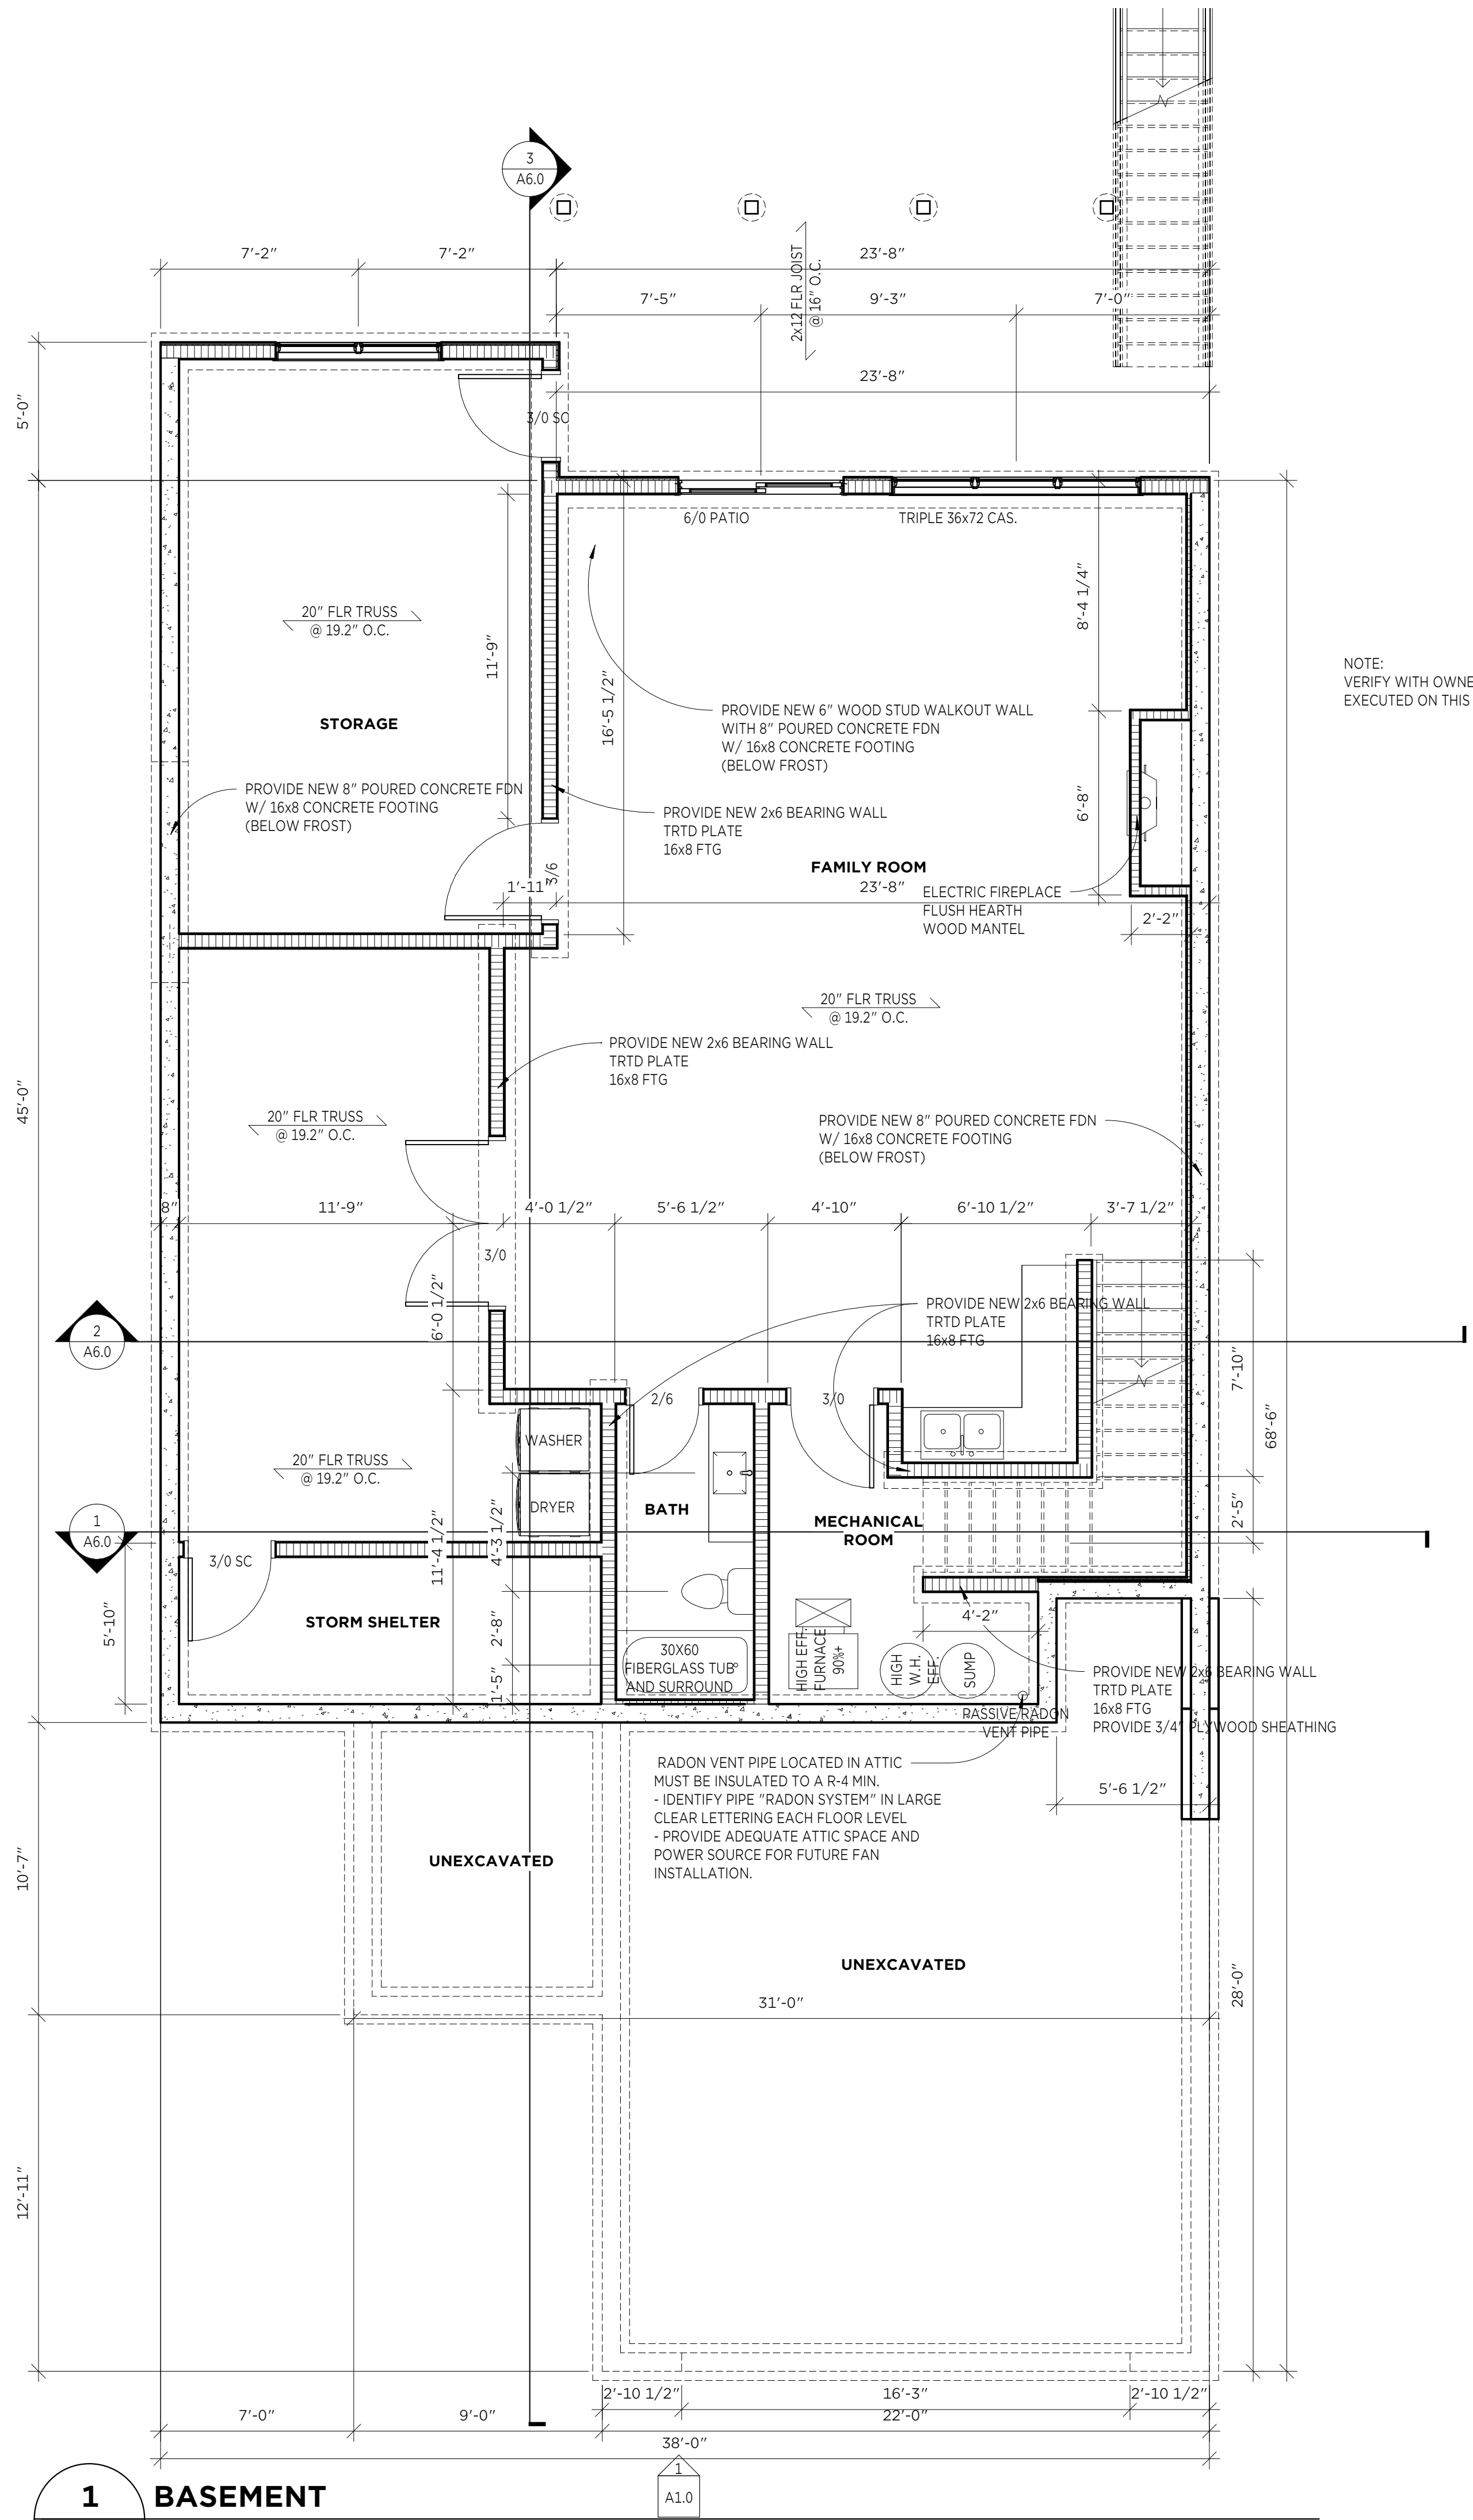 3
A6.0
7'-2"
7'-2"
23'-8"
7'-5"
9'-3"
7'-0"
2x12 FLR JOIST
@ 16" O.C.
23'-8"
5'-0"
3/0 SC
6/0 PATIO
TRIPLE 36x72 CAS.
20" FLR TRUSS
@ 19.2" O.C.
11'-9"
16'-5 1/2"
8'-4 1/4"
NOTE:
VERIFY WITH OWNE
EXECUTED ON THIS
STORAGE
PROVIDE NEW 6" WOOD STUD WALKOUT WALL
WITH 8" POURED CONCRETE FDN
W/ 16x8 CONCRETE FOOTING
(BELOW FROST)
PROVIDE NEW 8" POURED CONCRETE FDN
W/ 16x8 CONCRETE FOOTING
(BELOW FROST)
PROVIDE NEW 2x6 BEARING WALL
TRTD PLATE
16x8 FTG
6'-8"
FAMILY ROOM
3/6
1'-11"
23'-8"
ELECTRIC FIREPLACE
FLUSH HEARTH
WOOD MANTEL
2'-2"
20" FLR TRUSS
@ 19.2" O.C.
PROVIDE NEW 2x6 BEARING WALL
TRTD PLATE
16x8 FTG
45'-0"
20" FLR TRUSS
@ 19.2" O.C.
PROVIDE NEW 8" POURED CONCRETE FDN
W/ 16x8 CONCRETE FOOTING
(BELOW FROST)
8"
11'-9"
4'-0 1/2"
5'-6 1/2"
4'-10"
6'-10 1/2"
3'-7 1/2"
3/0
6'-0 1/2"
PROVIDE NEW 2x6 BEARING WALL
TRTD PLATE
16x8 FTG
2
A6.0
7'-10"
68'-6"
2/6
3/0
WASHER
20" FLR TRUSS
@ 19.2" O.C.
DRYER
BATH
MECHANICAL
ROOM
2'-5"
1
A6.0
3/0 SC
11'-4 1/2"
4'-3 1/2"
5'-10"
STORM SHELTER
2'-8"
1'-5"
4'-2"
30X60
FIBERGLASS TUB
AND SURROUND
HIGH EFF.
FURNACE
90%+
HIGH
W.H.
EFF.
SUMP
PROVIDE NEW 2x6 BEARING WALL
TRTD PLATE
16x8 FTG
PROVIDE 3/4" PLYWOOD SHEATHING
PASSIVE RADON
VENT PIPE
RADON VENT PIPE LOCATED IN ATTIC
MUST BE INSULATED TO A R-4 MIN.
- IDENTIFY PIPE "RADON SYSTEM" IN LARGE
CLEAR LETTERING EACH FLOOR LEVEL
- PROVIDE ADEQUATE ATTIC SPACE AND
POWER SOURCE FOR FUTURE FAN
INSTALLATION.
5'-6 1/2"
10'-7"
UNEXCAVATED
UNEXCAVATED
31'-0"
28'-0"
12'-11"
2'-10 1/2"
16'-3"
2'-10 1/2"
7'-0"
9'-0"
22'-0"
38'-0"
1
A1.0
1 BASEMENT